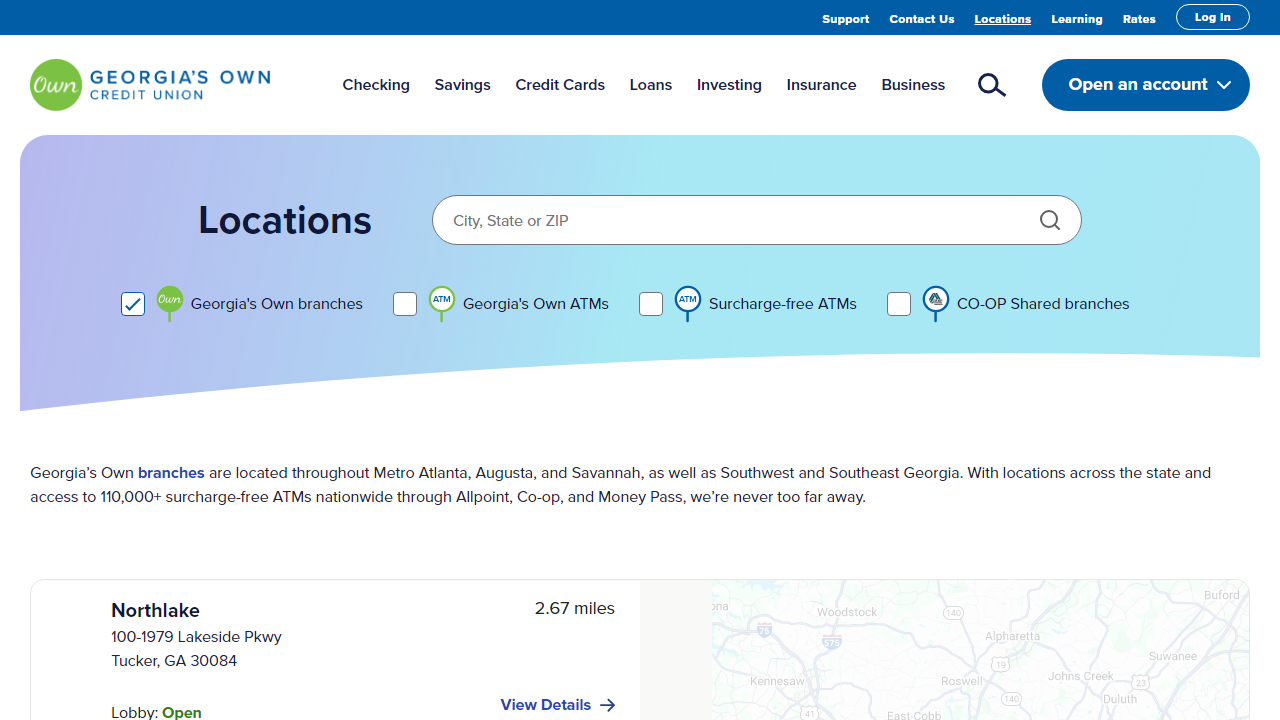 Support Contact Us Locations Learning Rates Log In
Own GEORGIA'S OWN
CREDIT UNION
Checking Savings Credit Cards Loans Investing Insurance Business Open an account
Locations City, State or ZIP
Own Georgia's Own branches ATM Georgia's Own ATMs ATM Surcharge-free ATMs CO-OP Shared branches
Georgia’s Own branches are located throughout Metro Atlanta, Augusta, and Savannah, as well as Southwest and Southeast Georgia. With locations across the state and
access to 110,000+ surcharge-free ATMs nationwide through Allpoint, Co-op, and Money Pass, we’re never too far away.
Northlake 2.67 miles
100-1979 Lakeside Pkwy
Tucker, GA 30084
View Details
Lobby: Open
ona Buford
Woodstock 140
75 575 Alpharetta
19 Suwanee
Kennesaw Roswell Johns Creek 23
140 Duluth
41 East-Cobb